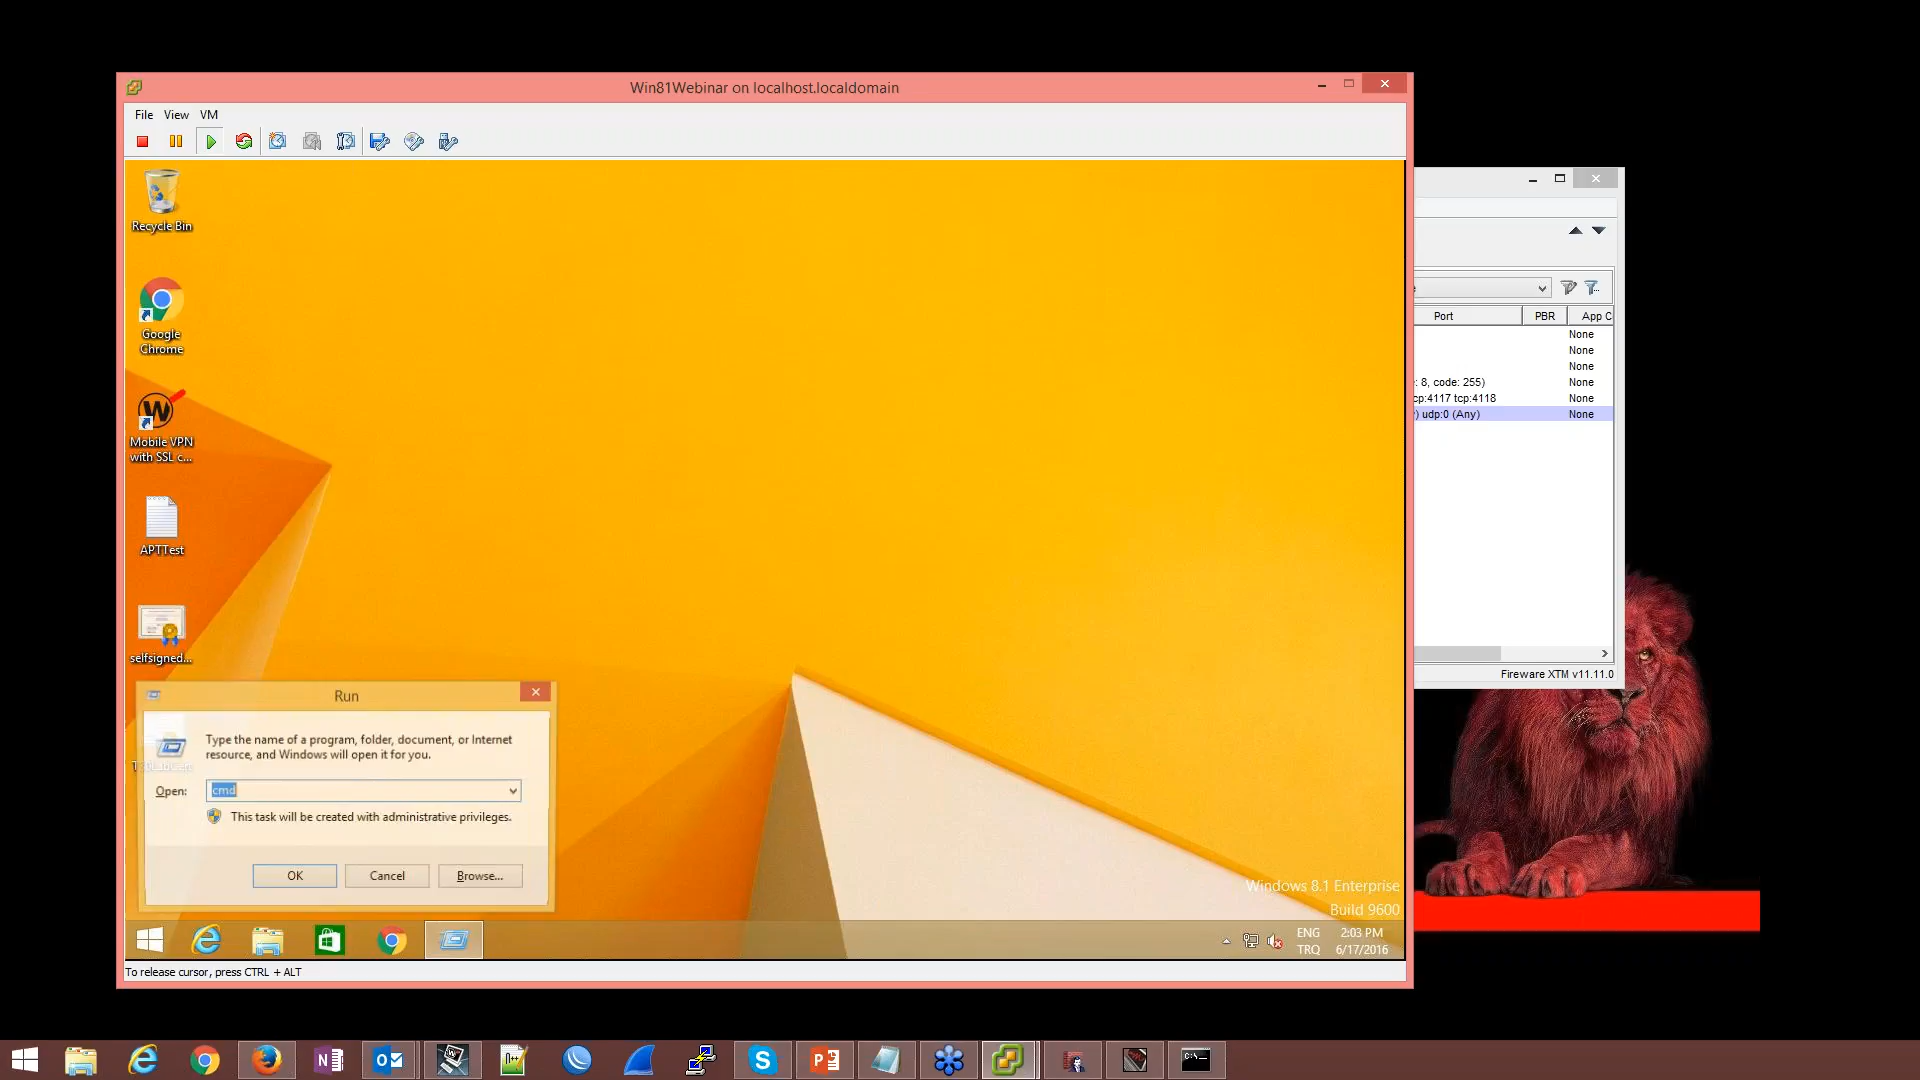 Win81Webinar on localhost.localdomain
File View VM
Recycle Bin
Google
Chrome
Mobile VPN
with SSL c...
APTTest
selfsigned...
Run
Type the name of a program, folder, document, or Internet
resource, and Windows will open it for you.
Open: cmd
This task will be created with administrative privileges.
OK Cancel Browse...
Windows 8.1 Enterprise
Build 9600
ENG 2:03 PM
TRQ 6/17/2016
To release cursor, press CTRL + ALT
Port PBR App C
None
None
None
: 8, code: 255) None
cp:4117 tcp:4118 None
) udp:0 (Any) None
Fireware XTM v11.11.0